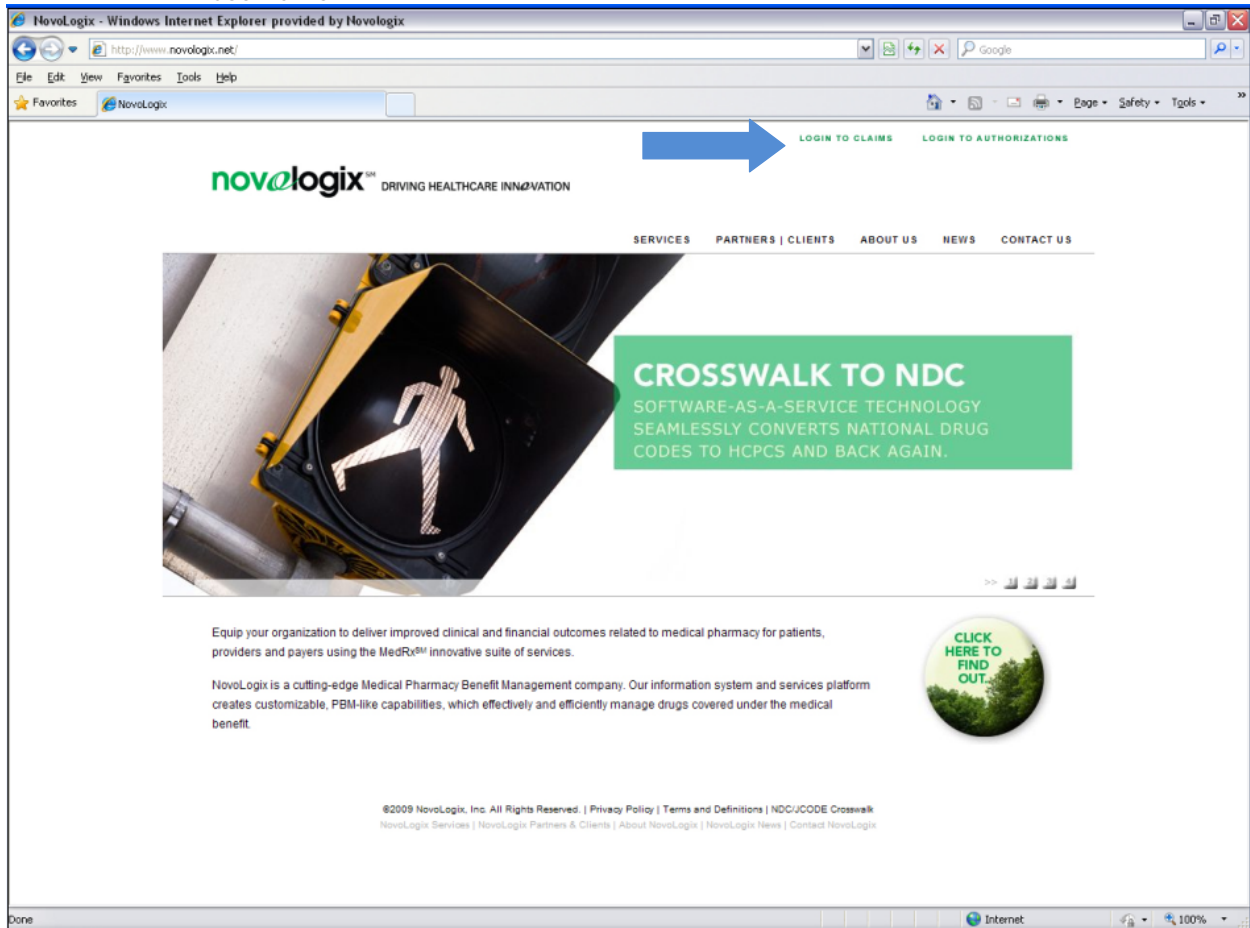 NovoLogix - Windows Internet Explorer provided by Novologix
http://www.novologix.net/
Google
File Edit View Favorites Tools Help
Favorites NovoLogix Page Safety Tools »
LOGIN TO CLAIMS LOGIN TO AUTHORIZATIONS
novologix SM DRIVING HEALTHCARE INNOVATION
SERVICES PARTNERS | CLIENTS ABOUT US NEWS CONTACT US
CROSSWALK TO NDC
SOFTWARE-AS-A-SERVICE TECHNOLOGY
SEAMLESSLY CONVERTS NATIONAL DRUG
CODES TO HCPCS AND BACK AGAIN.
>> 1 2 3 4
Equip your organization to deliver improved clinical and financial outcomes related to medical pharmacy for patients,
providers and payers using the MedRx℠ innovative suite of services.
NovoLogix is a cutting-edge Medical Pharmacy Benefit Management company. Our information system and services platform
creates customizable, PBM-like capabilities, which effectively and efficiently manage drugs covered under the medical
benefit.
CLICK
HERE TO
FIND
OUT...
©2009 NovoLogix, Inc. All Rights Reserved. | Privacy Policy | Terms and Definitions | NDC/JCODE Crosswalk
NovoLogix Services | NovoLogix Partners & Clients | About NovoLogix | NovoLogix News | Contact NovoLogix
Done Internet 100%